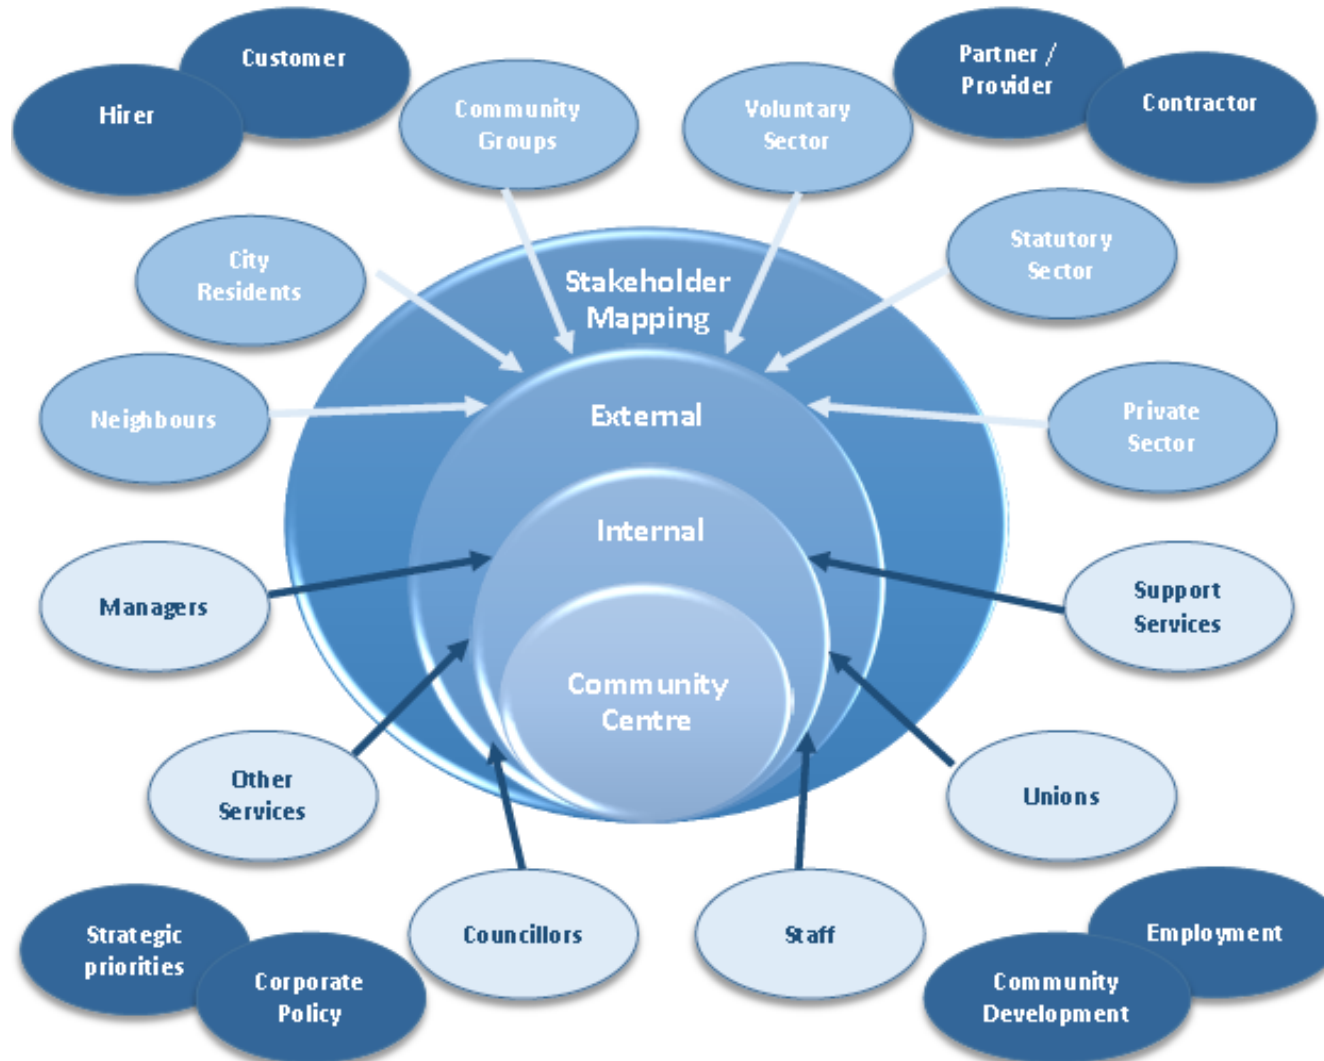 Customer
Hirer
Community
Groups
Voluntary
Sector
Partner /
Provider
Contractor
City
Residents
Stakeholder
Mapping
Statutory
Sector
Neighbours
External
Private
Sector
Internal
Managers
Support
Services
Community
Centre
Other
Services
Unions
Strategic
priorities
Corporate
Policy
Councillors
Staff
Employment
Community
Development